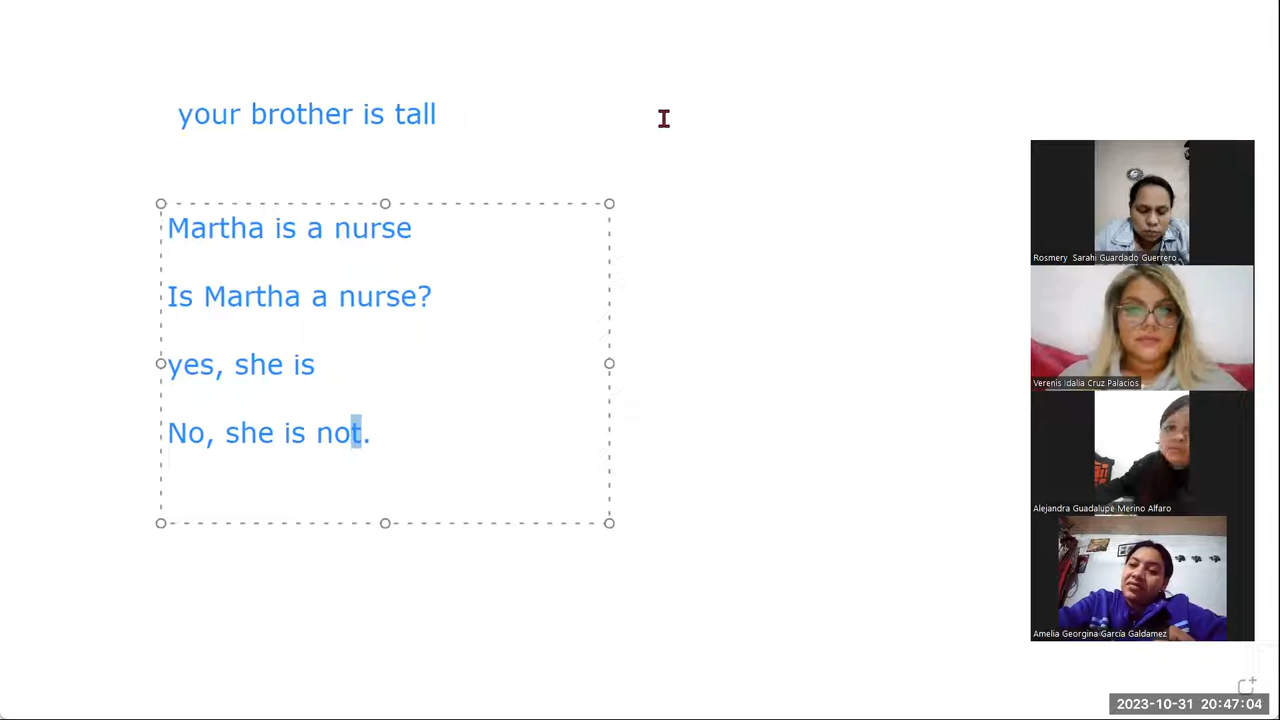 your brother is tall
Martha is a nurse
Is Martha a nurse?
yes, she is
No, she is not.
Rosmery Sarahi Guardado Guerrero
Verenis Idalia Cruz Palacios
Alejandra Guadalupe Merino Alfaro
Amelia Georgina García Galdamez
2023-10-31 20:47:04